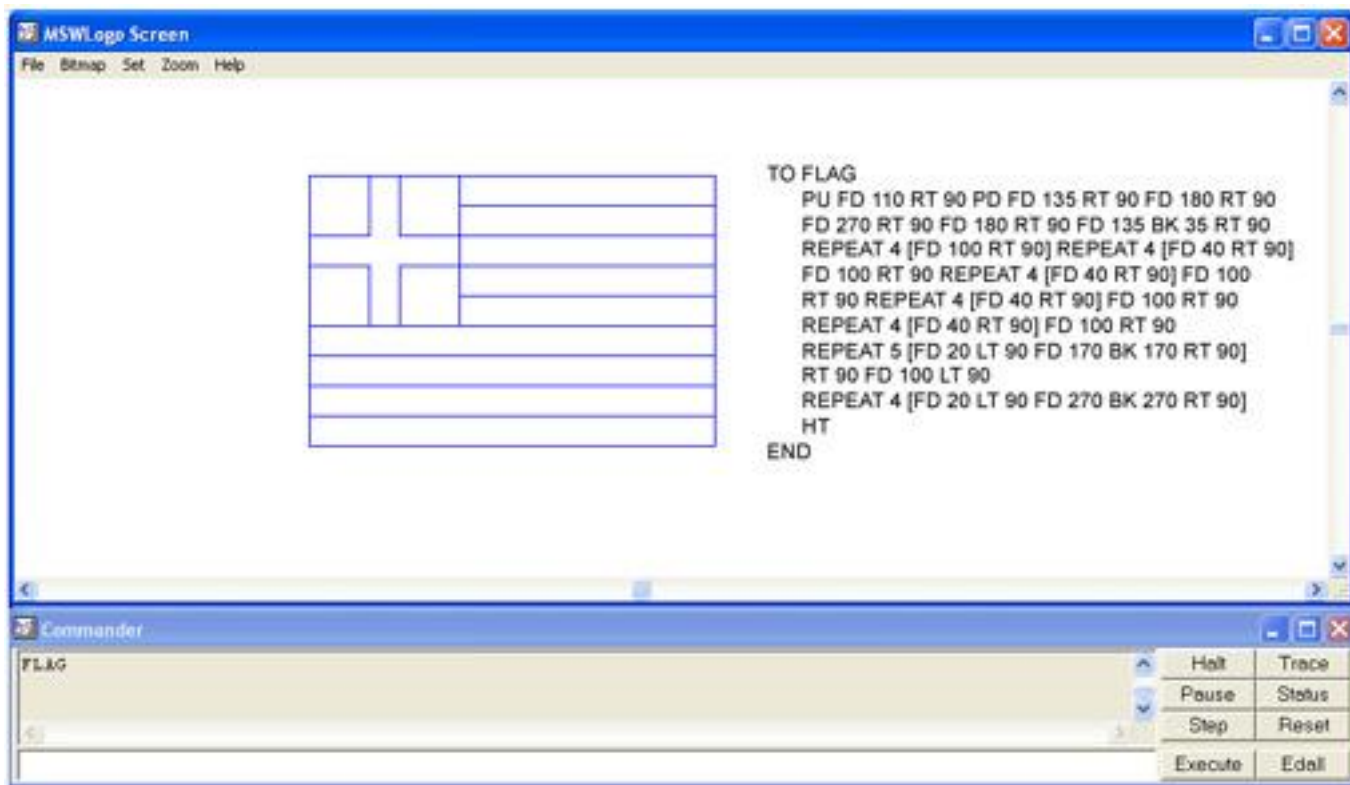 MSWLogo Screen
File Bitmap Set Zoom Help
TO FLAG
PU FD 110 RT 90 PD FD 135 RT 90 FD 180 RT 90
FD 270 RT 90 FD 180 RT 90 FD 135 BK 35 RT 90
REPEAT 4 [FD 100 RT 90] REPEAT 4 [FD 40 RT 90]
FD 100 RT 90 REPEAT 4 [FD 40 RT 90] FD 100
RT 90 REPEAT 4 [FD 40 RT 90] FD 100 RT 90
REPEAT 4 [FD 40 RT 90] FD 100 RT 90
REPEAT 5 [FD 20 LT 90 FD 170 BK 170 RT 90]
RT 90 FD 100 LT 90
REPEAT 4 [FD 20 LT 90 FD 270 BK 270 RT 90]
HT
END
Commander
FLAG
Halt Trace
Pause Status
Step Reset
Execute Edall